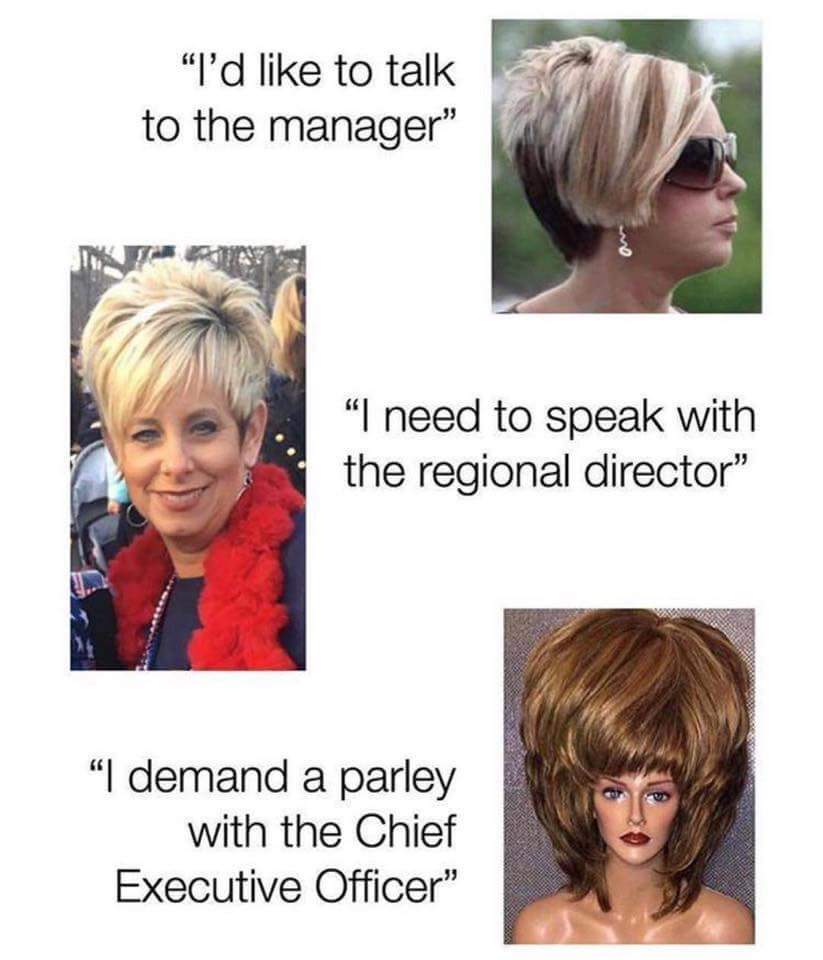 “I’d like to talk
to the manager”
“I need to speak with
the regional director”
“I demand a parley
with the Chief
Executive Officer”